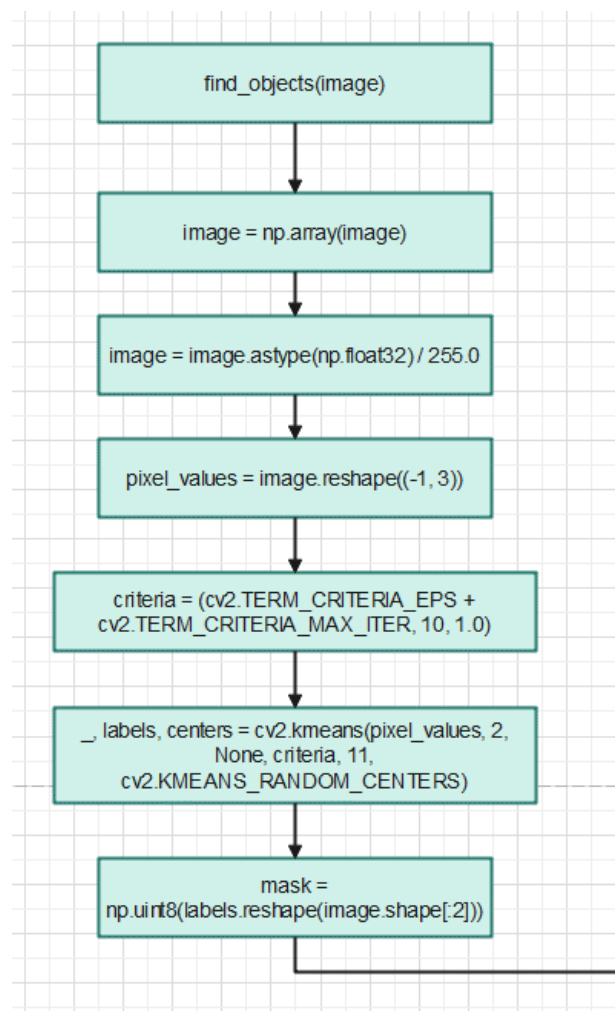 find_objects(image)
image = np.array(image)
image = image.astype(np.float32) / 255.0
pixel_values = image.reshape((-1, 3))
criteria = (cv2.TERM_CRITERIA_EPS +
cv2.TERM_CRITERIA_MAX_ITER, 10, 1.0)
_, labels, centers = cv2.kmeans(pixel_values, 2,
None, criteria, 11,
cv2.KMEANS_RANDOM_CENTERS)
mask =
np.uint8(labels.reshape(image.shape[:2]))